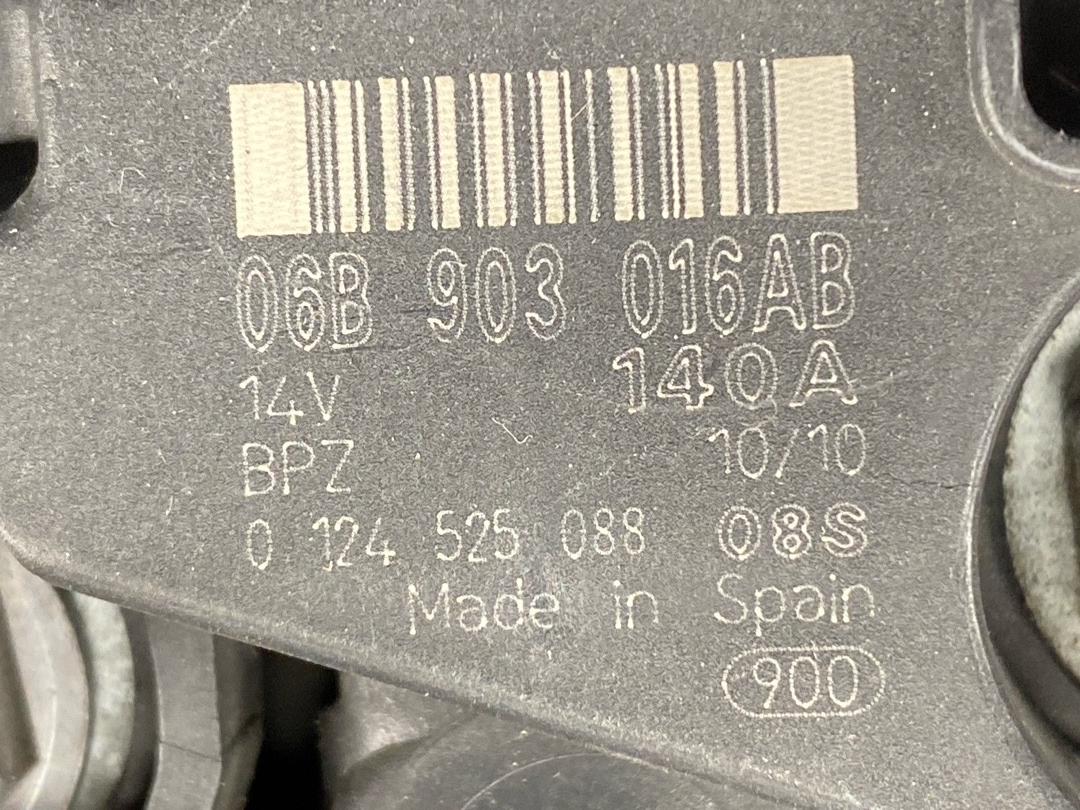 06B 903 016AB
14V 140A
BPZ 10/10
0 124 525 088 08S
Made in Spain
900